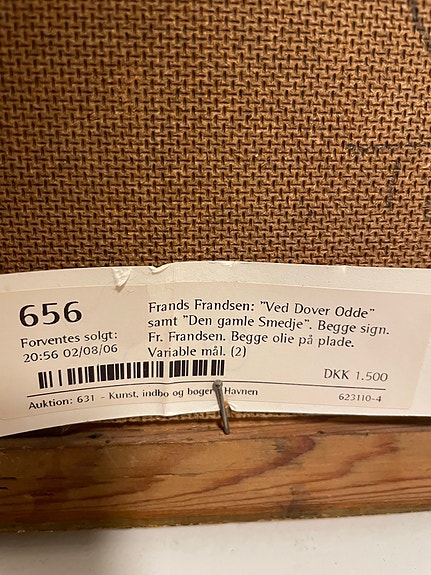 656
Forventes solgt:
20:56 02/08/06
Frands Frandsen: "Ved Dover Odde"
samt "Den gamle Smedje". Begge sign.
Fr. Frandsen. Begge olie på plade.
Variable mål. (2)
DKK 1.500
Auktion: 631 - Kunst, indbo og bøger, Havnen
623110-4